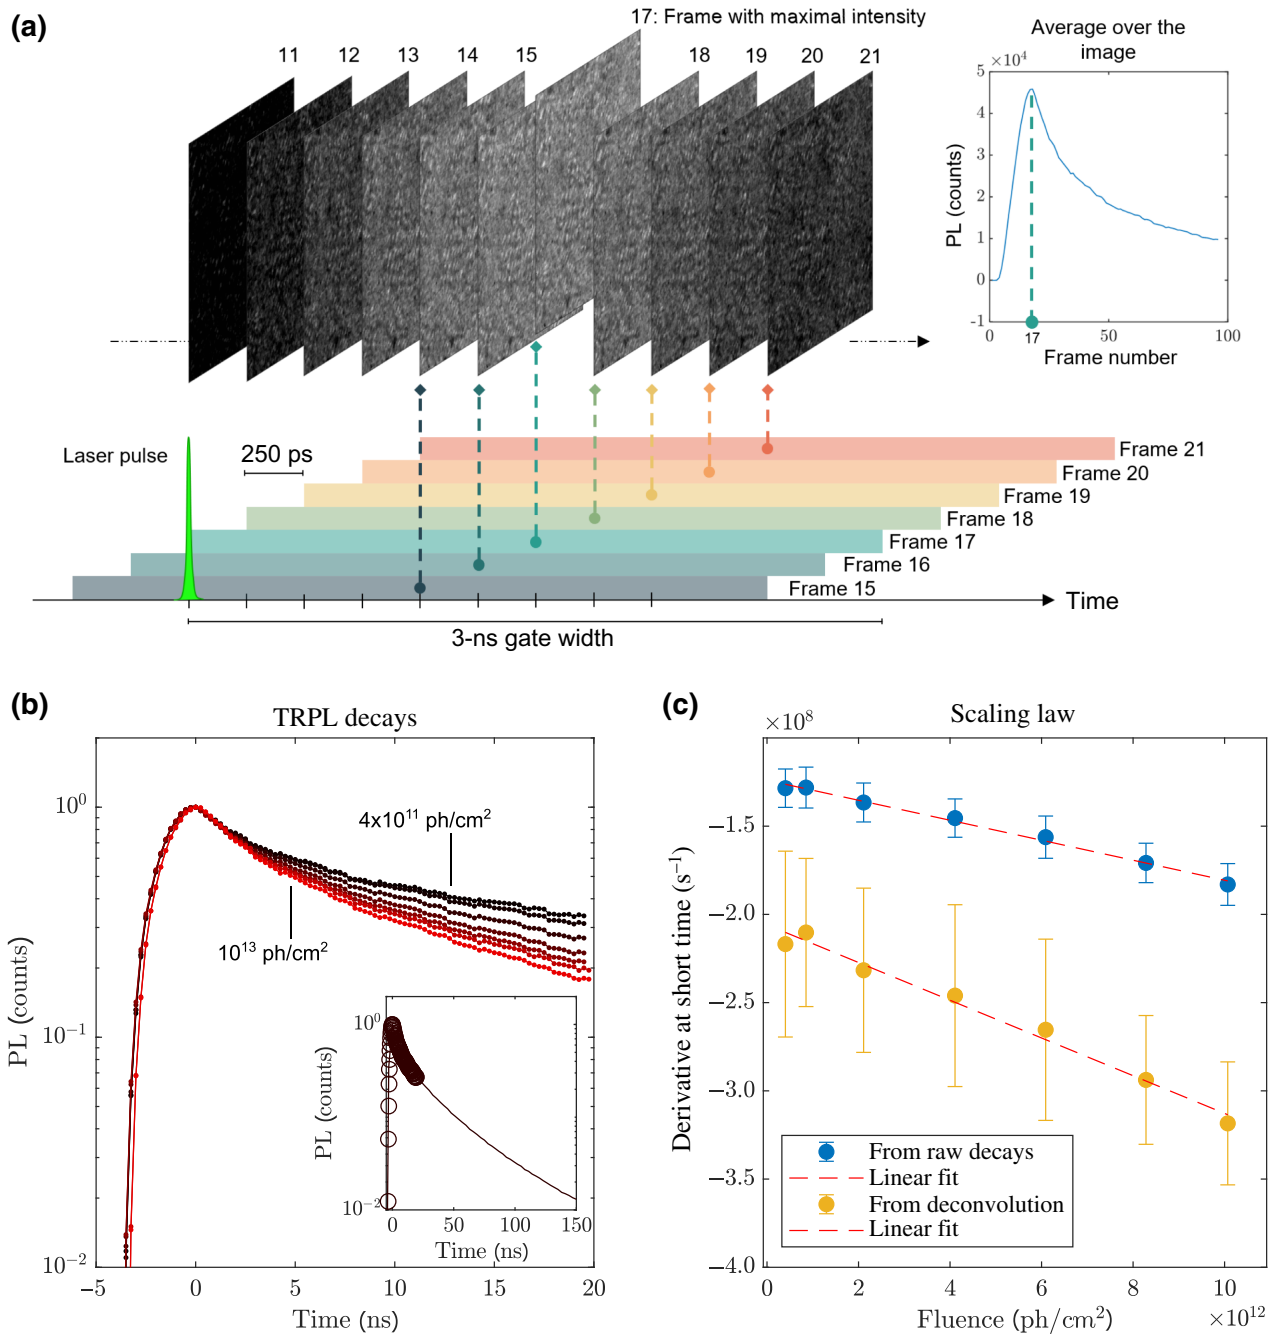 (a)
17: Frame with maximal intensity
11 12 13 14 15 18 19 20 21
Average over the
image
×10⁴
5
4
3
2
1
0
-1
PL (counts)
0 17 50 100
Frame number
Laser pulse
250 ps
Frame 21
Frame 20
Frame 19
Frame 18
Frame 17
Frame 16
Frame 15
Time
3-ns gate width
(b)
TRPL decays
10⁰
10⁻¹
10⁻²
PL (counts)
4x10¹¹ ph/cm²
10¹³ ph/cm²
10⁰
10⁻²
PL (counts)
0 50 100 150
Time (ns)
−5 0 5 10 15 20
Time (ns)
(c)
×10⁸
Scaling law
−1.5
−2.0
−2.5
−3.0
−3.5
−4.0
Derivative at short time (s⁻¹)
From raw decays
Linear fit
From deconvolution
Linear fit
0 2 4 6 8 10
Fluence (ph/cm²)
×10¹²